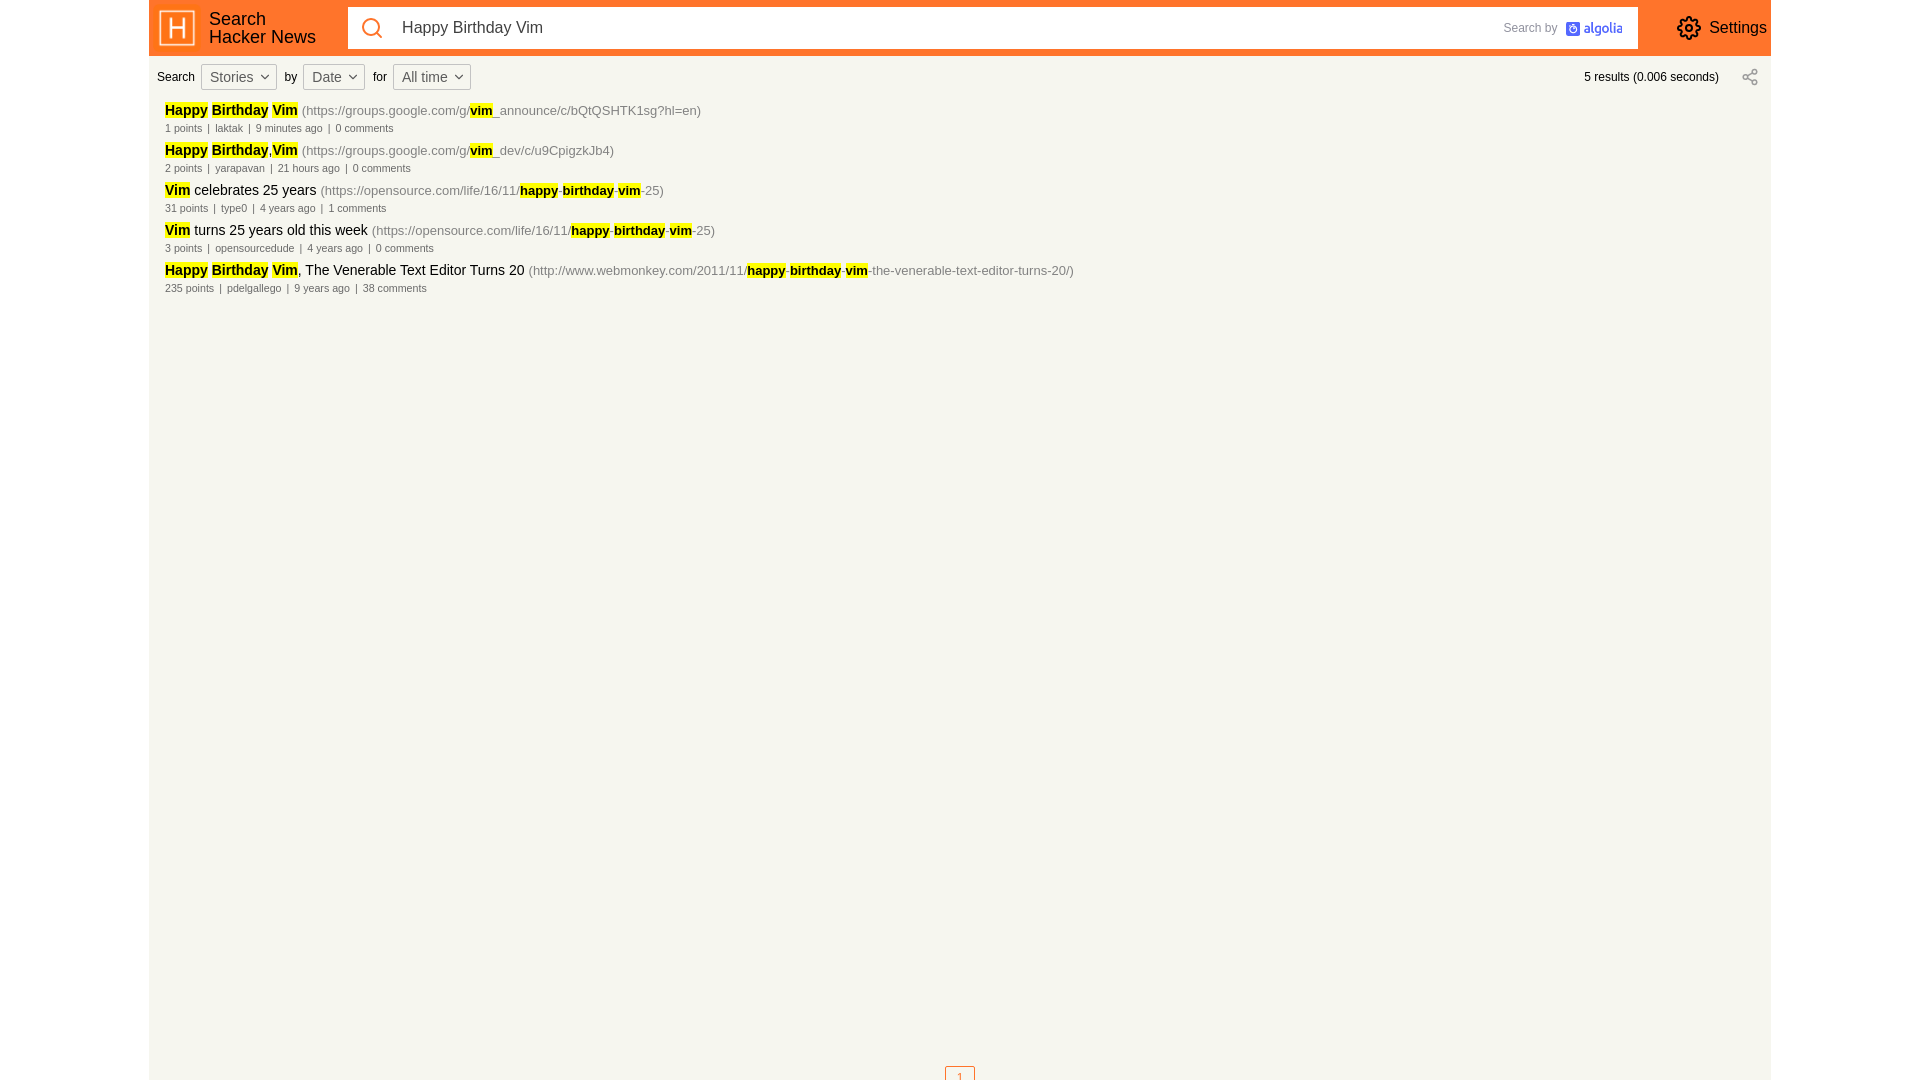 H
Search
Hacker News
Happy Birthday Vim
Search by algolia
Settings
Search Stories by Date for All time
5 results (0.006 seconds)
Happy Birthday Vim (https://groups.google.com/g/vim_announce/c/bQtQSHTK1sg?hl=en)
1 points | laktak | 9 minutes ago | 0 comments
Happy Birthday,Vim (https://groups.google.com/g/vim_dev/c/u9CpigzkJb4)
2 points | yarapavan | 21 hours ago | 0 comments
Vim celebrates 25 years (https://opensource.com/life/16/11/happy-birthday-vim-25)
31 points | type0 | 4 years ago | 1 comments
Vim turns 25 years old this week (https://opensource.com/life/16/11/happy-birthday-vim-25)
3 points | opensourcedude | 4 years ago | 0 comments
Happy Birthday Vim, The Venerable Text Editor Turns 20 (http://www.webmonkey.com/2011/11/happy-birthday-vim-the-venerable-text-editor-turns-20/)
235 points | pdelgallego | 9 years ago | 38 comments
1